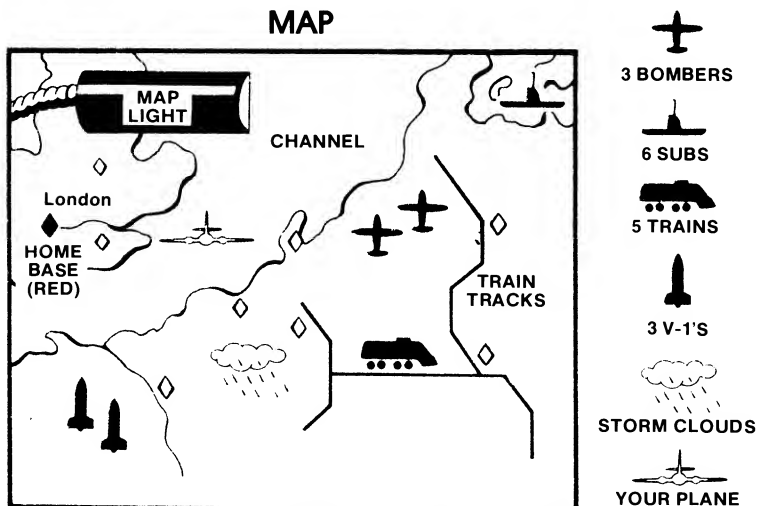 MAP
MAP
LIGHT
CHANNEL
London
HOME
BASE
(RED)
TRAIN
TRACKS
3 BOMBERS
6 SUBS
5 TRAINS
3 V-1'S
STORM CLOUDS
YOUR PLANE